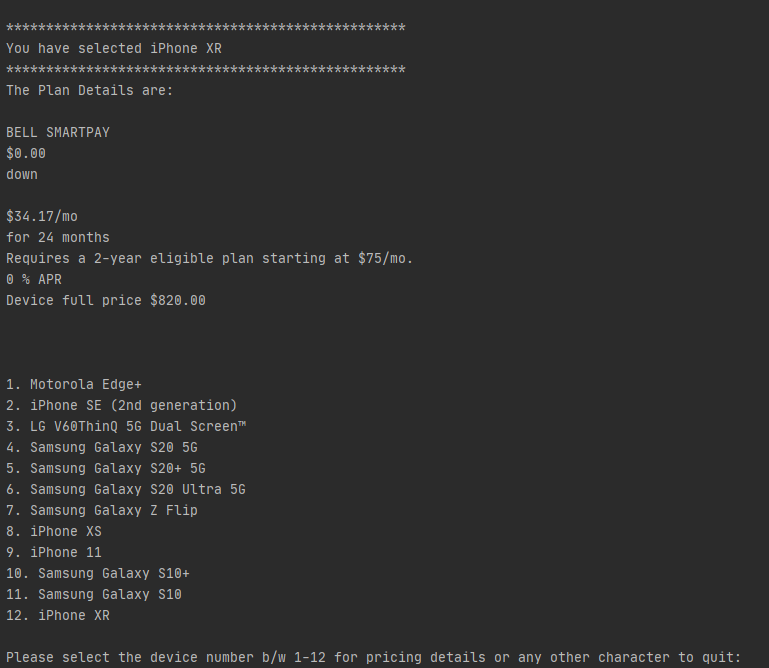 **************************************************
You have selected iPhone XR
**************************************************
The Plan Details are:
BELL SMARTPAY
$0.00
down
$34.17/mo
for 24 months
Requires a 2-year eligible plan starting at $75/mo.
0 % APR
Device full price $820.00
1. Motorola Edge+
2. iPhone SE (2nd generation)
3. LG V60ThinQ 5G Dual Screen™
4. Samsung Galaxy S20 5G
5. Samsung Galaxy S20+ 5G
6. Samsung Galaxy S20 Ultra 5G
7. Samsung Galaxy Z Flip
8. iPhone XS
9. iPhone 11
10. Samsung Galaxy S10+
11. Samsung Galaxy S10
12. iPhone XR
Please select the device number b/w 1-12 for pricing details or any other character to quit: